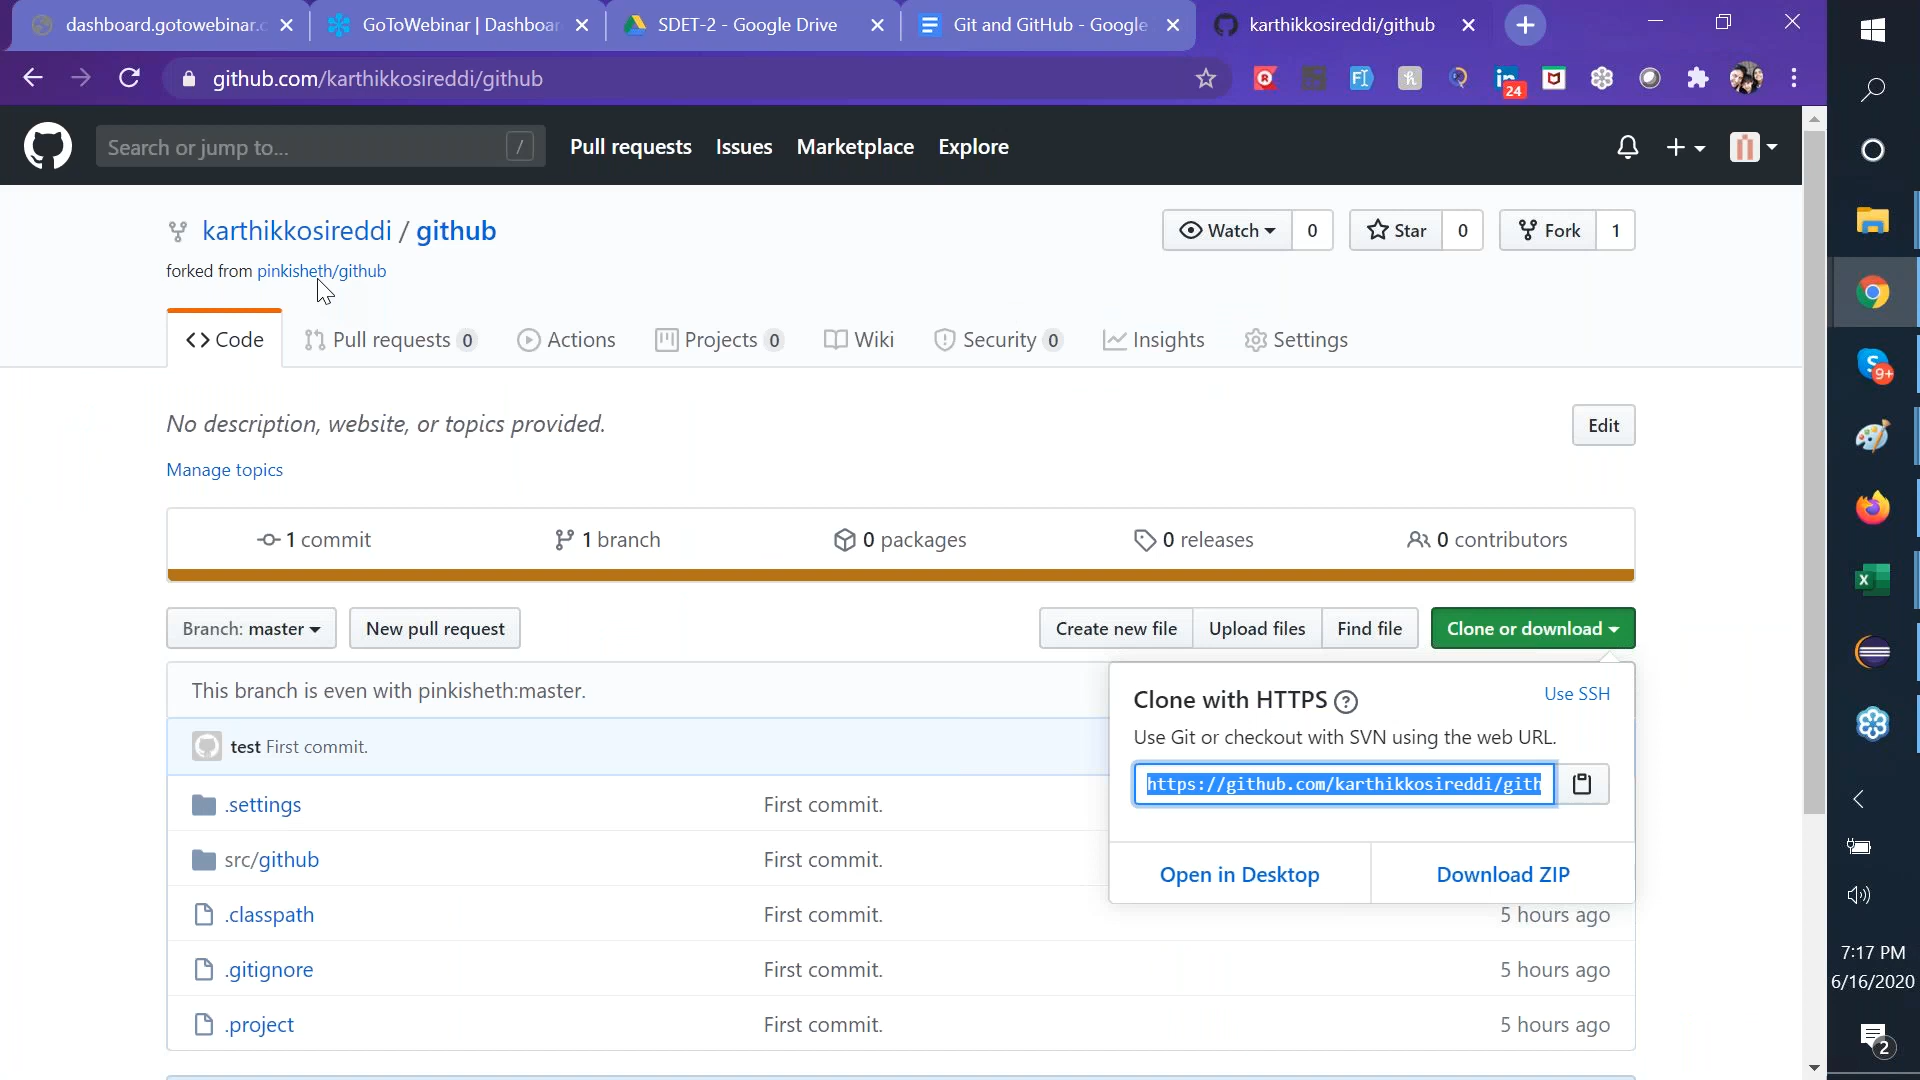 dashboard.gotowebinar.c
GoToWebinar | Dashboar
SDET-2 - Google Drive
Git and GitHub - Google
karthikkosireddi/github
github.com/karthikkosireddi/github
24
Search or jump to...
/
Pull requests
Issues
Marketplace
Explore
karthikkosireddi / github
Watch 0
Star 0
Fork 1
forked from pinkisheth/github
Code
Pull requests 0
Actions
Projects 0
Wiki
Security 0
Insights
Settings
No description, website, or topics provided.
Edit
Manage topics
1 commit
1 branch
0 packages
0 releases
0 contributors
Branch: master
New pull request
Create new file
Upload files
Find file
Clone or download
This branch is even with pinkisheth:master.
Clone with HTTPS ?
Use SSH
Use Git or checkout with SVN using the web URL.
https://github.com/karthikkosireddi/gith
Open in Desktop
Download ZIP
test First commit.
.settings First commit.
src/github First commit.
.classpath First commit. 5 hours ago
.gitignore First commit. 5 hours ago
.project First commit. 5 hours ago
9+
7:17 PM
6/16/2020
2